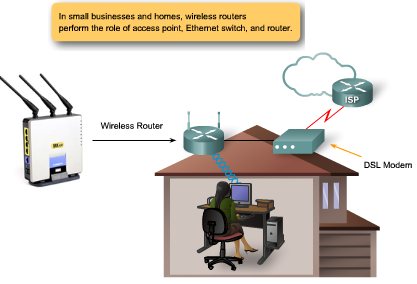 In small businesses and homes, wireless routers
perform the role of access point, Ethernet switch, and router.
ISP
Wireless Router
DSL Modem